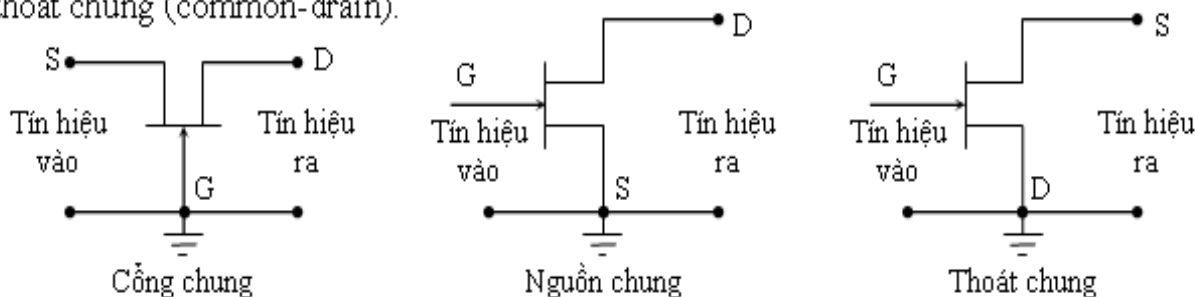 thoát chung (common-drain).
S
D
Tín hiệu
vào
Tín hiệu
ra
G
Cổng chung
G
D
Tín hiệu
vào
Tín hiệu
ra
S
Nguồn chung
G
S
Tín hiệu
vào
Tín hiệu
ra
D
Thoát chung